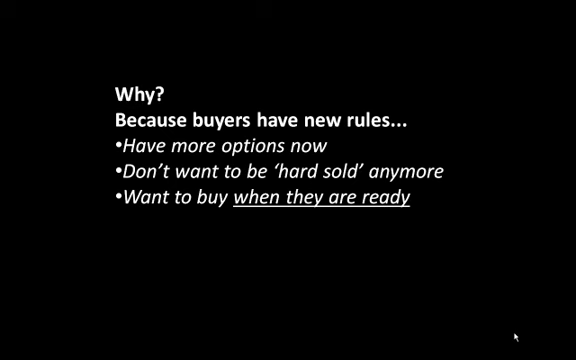 Why?
Because buyers have new rules...
•Have more options now
•Don't want to be ‘hard sold’ anymore
•Want to buy when they are ready